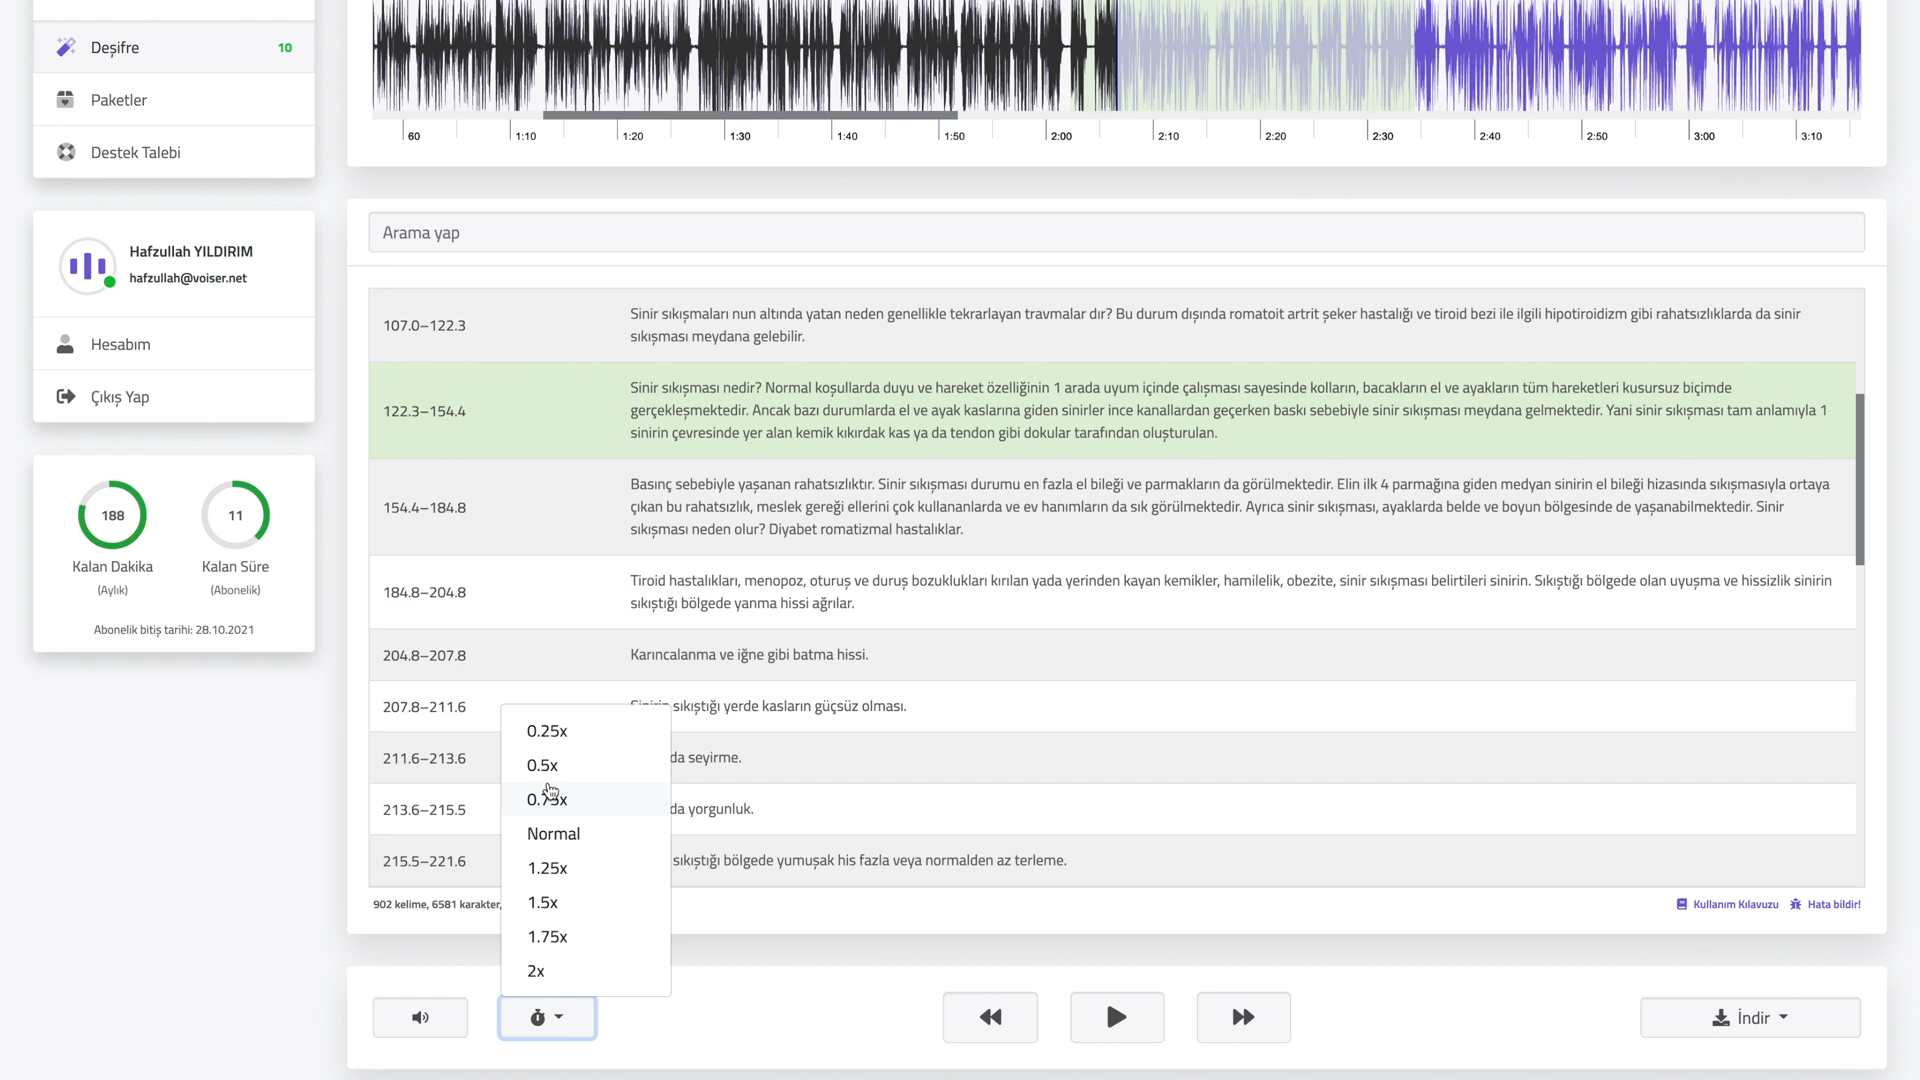 Deşifre 10
Paketler
Destek Talebi
60 1:10 1:20 1:30 1:40 1:50 2:00 2:10 2:20 2:30 2:40 2:50 3:00 3:10
Hafzullah YILDIRIM
hafzullah@voiser.net
Hesabım
Çıkış Yap
188 11
Kalan Dakika Kalan Süre
(Aylık) (Abonelik)
Abonelik bitiş tarihi: 28.10.2021
Arama yap
107.0–122.3
Sinir sıkışmaları nun altında yatan neden genellikle tekrarlayan travmalar dır? Bu durum dışında romatoit artrit şeker hastalığı ve tiroid bezi ile ilgili hipotiroidizm gibi rahatsızlıklarda da sinir
sıkışması meydana gelebilir.
122.3–154.4
Sinir sıkışması nedir? Normal koşullarda duyu ve hareket özelliğinin 1 arada uyum içinde çalışması sayesinde kolların, bacakların el ve ayakların tüm hareketleri kusursuz biçimde
gerçekleşmektedir. Ancak bazı durumlarda el ve ayak kaslarına giden sinirler ince kanallardan geçerken baskı sebebiyle sinir sıkışması meydana gelmektedir. Yani sinir sıkışması tam anlamıyla 1
sinirin çevresinde yer alan kemik kıkırdak kas ya da tendon gibi dokular tarafından oluşturulan.
154.4–184.8
Basınç sebebiyle yaşanan rahatsızlıktır. Sinir sıkışması durumu en fazla el bileği ve parmakların da görülmektedir. Elin ilk 4 parmağına giden medyan sinirin el bileği hizasında sıkışmasıyla ortaya
çıkan bu rahatsızlık, meslek gereği ellerini çok kullananlarda ve ev hanımların da sık görülmektedir. Ayrıca sinir sıkışması, ayaklarda belde ve boyun bölgesinde de yaşanabilmektedir. Sinir
sıkışması neden olur? Diyabet romatizmal hastalıklar.
184.8–204.8
Tiroid hastalıkları, menopoz, oturuş ve duruş bozuklukları kırılan yada yerinden kayan kemikler, hamilelik, obezite, sinir sıkışması belirtileri sinirin. Sıkıştığı bölgede olan uyuşma ve hissizlik sinirin
sıkıştığı bölgede yanma hissi ağrılar.
204.8–207.8 Karıncalanma ve iğne gibi batma hissi.
207.8–211.6 Sinirin sıkıştığı yerde kasların güçsüz olması.
211.6–213.6 da seyirme.
213.6–215.5 da yorgunluk.
215.5–221.6 sıkıştığı bölgede yumuşak his fazla veya normalden az terleme.
0.25x
0.5x
0.75x
Normal
1.25x
1.5x
1.75x
2x
902 kelime, 6581 karakter,
Kullanım Kılavuzu Hata bildir!
İndir